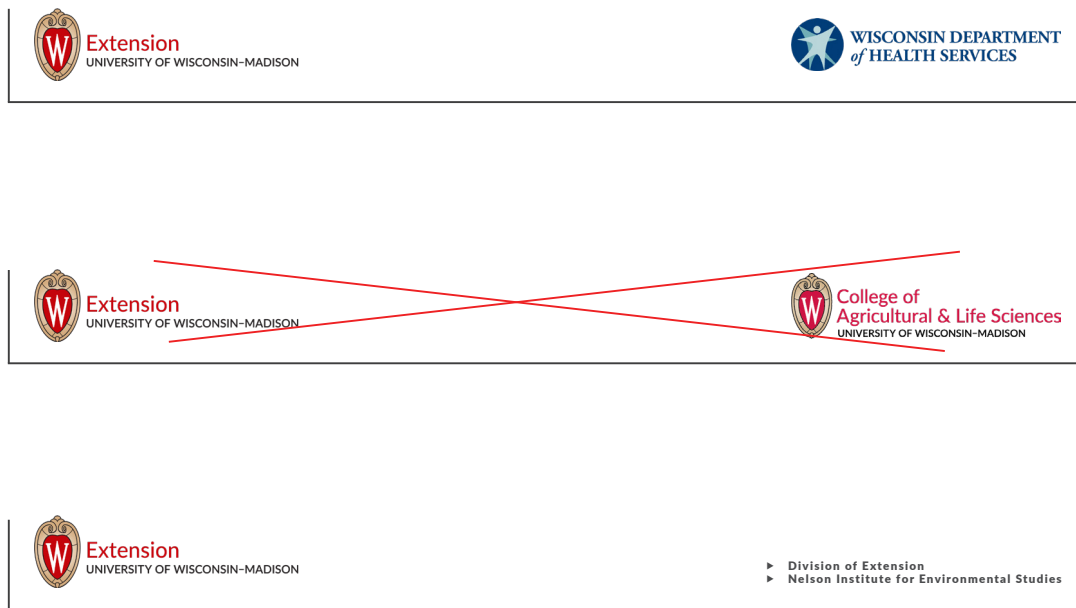 W
Extension
UNIVERSITY OF WISCONSIN–MADISON
WISCONSIN DEPARTMENT
of HEALTH SERVICES
W
Extension
UNIVERSITY OF WISCONSIN–MADISON
W
College of
Agricultural & Life Sciences
UNIVERSITY OF WISCONSIN–MADISON
W
Extension
UNIVERSITY OF WISCONSIN–MADISON
Division of Extension
Nelson Institute for Environmental Studies